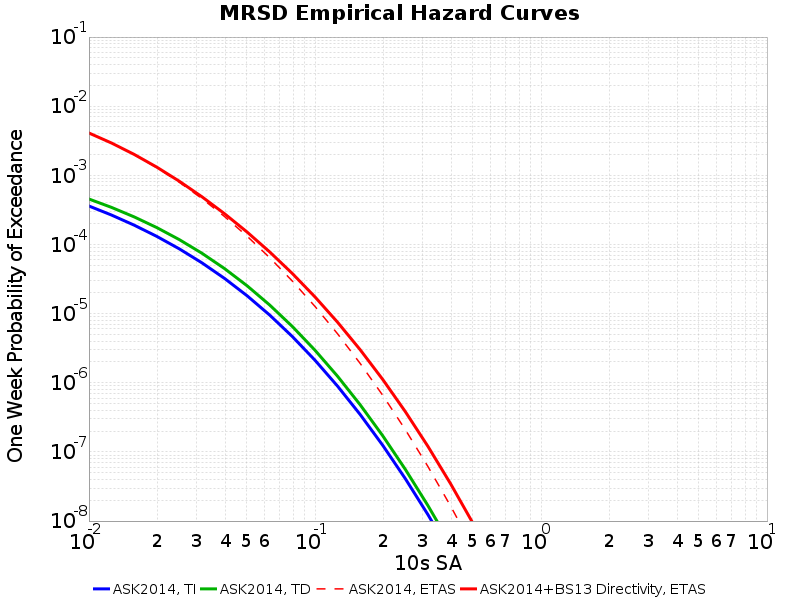 MRSD Empirical Hazard Curves
One Week Probability of Exceedance
10-1
10-2
10-3
10-4
10-5
10-6
10-7
10-8
10-2 2 3 4 5 6 10-1 2 3 4 5 6 7 100 2 3 4 5 6 7 101
10s SA
ASK2014, TI ASK2014, TD ASK2014, ETAS ASK2014+BS13 Directivity, ETAS